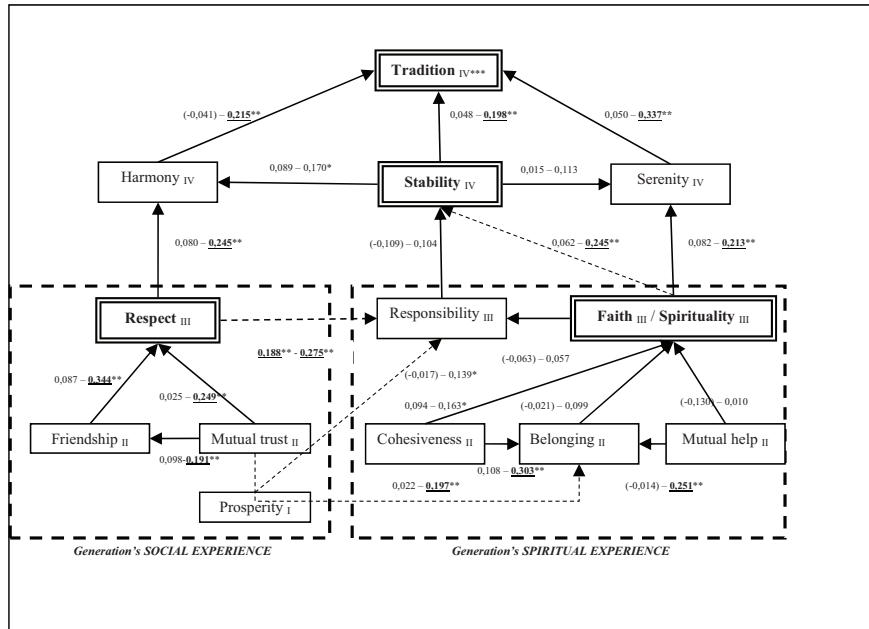 Tradition IV***
(-0,041) – 0,215**
0,048 – 0,198**
0,050 – 0,337**
Harmony IV
0,089 – 0,170*
Stability IV
0,015 – 0,113
Serenity IV
0,080 – 0,245**
(-0,109) – 0,104
0,062 – 0,245**
0,082 – 0,213**
Respect III
Responsibility III
Faith III / Spirituality III
0,188** - 0,275**
(-0,063) – 0,057
0,087 – 0,344**
0,025 – 0,249**
(-0,017) – 0,139*
0,094 – 0,163*
(-0,021) – 0,099
(-0,130) – 0,010
Friendship II
Mutual trust II
Cohesiveness II
Belonging II
Mutual help II
0,098-0,191**
0,108 – 0,303**
0,022 – 0,197**
(-0,014) – 0,251**
Prosperity I
Generation's SOCIAL EXPERIENCE
Generation's SPIRITUAL EXPERIENCE